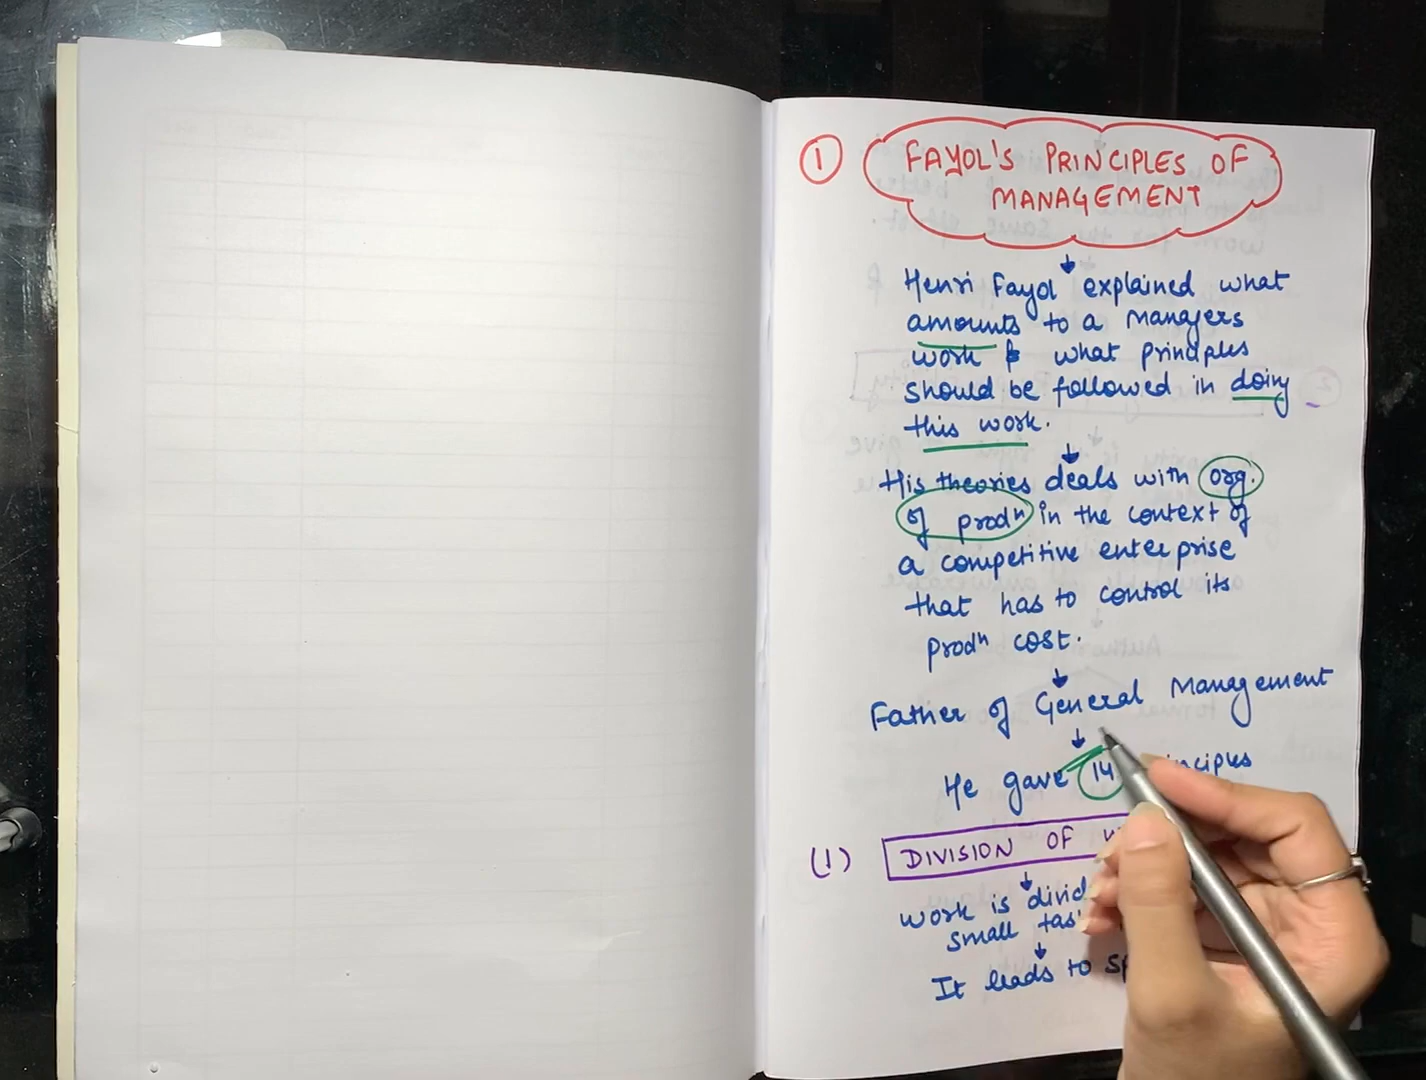 1 FAYOL'S PRINCIPLES OF
MANAGEMENT
Henri Fayol explained what
amounts to a managers
work & what principles
should be followed in doing
this work.
His theories deals with org.
of prodⁿ in the context of
a competitive enterprise
that has to control its
prodⁿ cost.
Father of General Management
He gave 14
(1) DIVISION OF
work is
small
It leads to